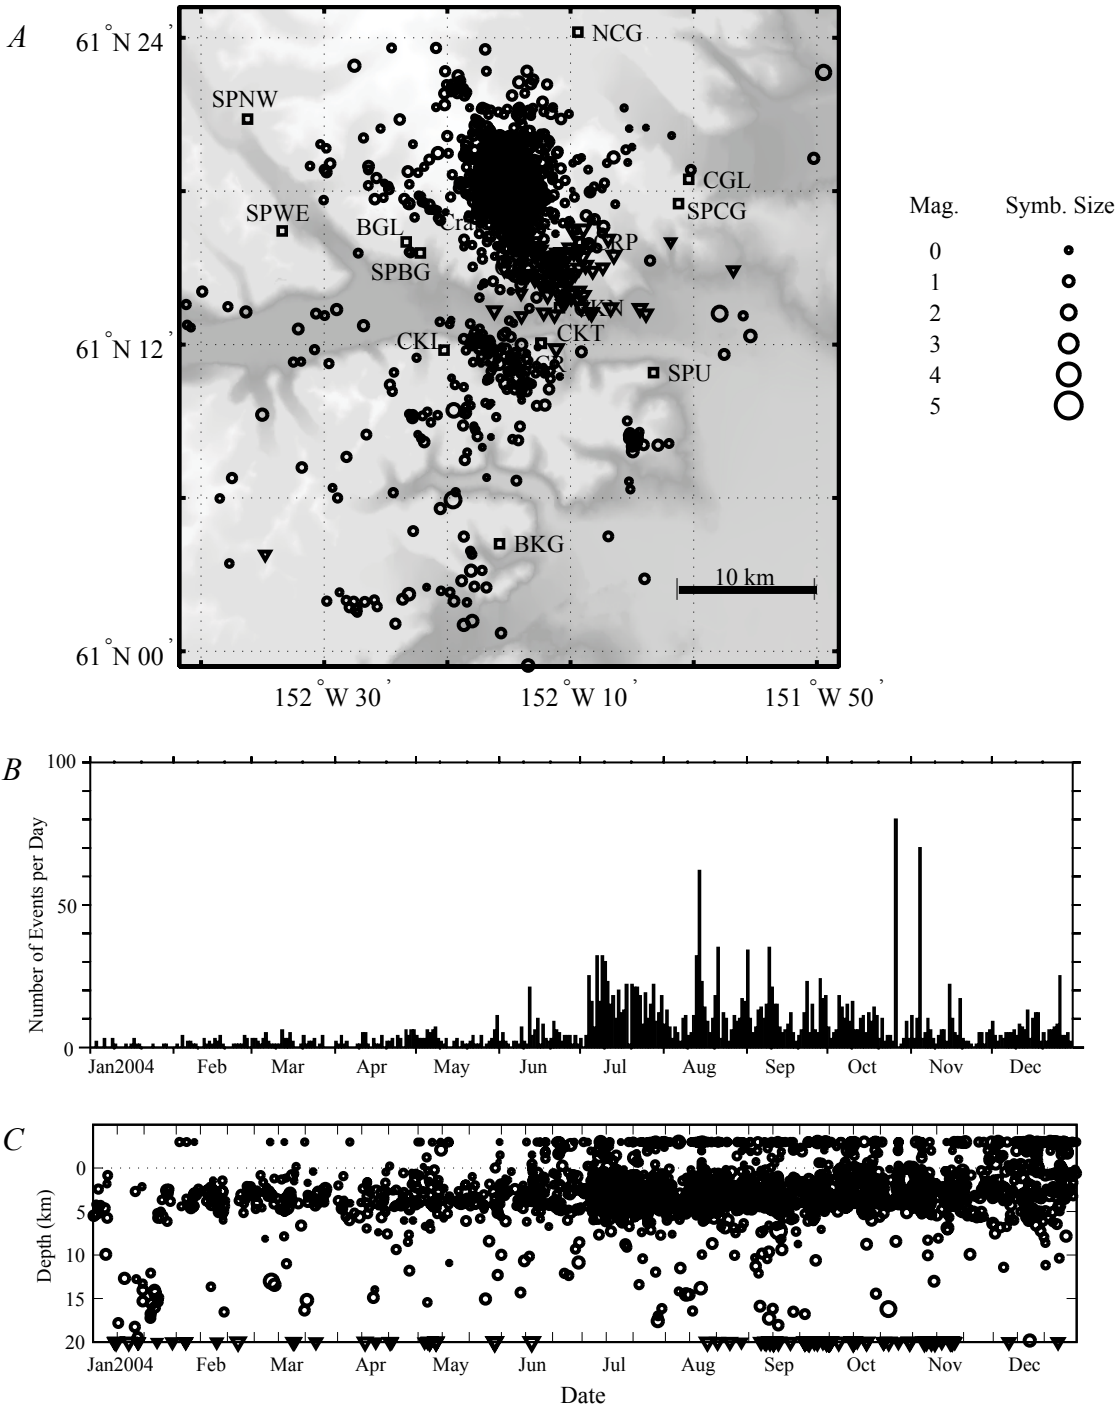 A
61°N 24'
NCG
SPNW
CGL
SPCG
SPWE
BGL
Cra
RP
SPBG
KN
CKT
CKL
61°N 12'
SPU
BKG
10 km
61°N 00'
152°W 30'
152°W 10'
151°W 50'
Mag.
Symb. Size
0
1
2
3
4
5
B
100
50
0
Number of Events per Day
Jan2004 Feb Mar Apr May Jun Jul Aug Sep Oct Nov Dec
C
0
5
10
15
20
Depth (km)
Jan2004 Feb Mar Apr May Jun Jul Aug Sep Oct Nov Dec
Date